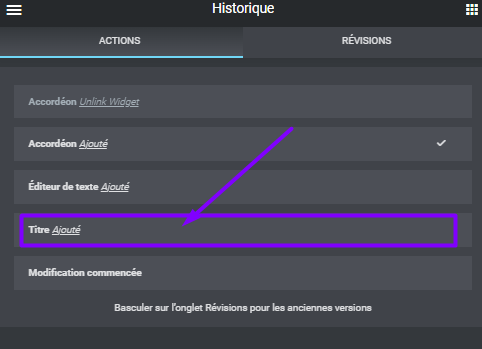 Historique
ACTIONS
RÉVISIONS
Accordéon Unlink Widget
Accordéon Ajouté
Éditeur de texte Ajouté
Titre Ajouté
Modification commencée
Basculer sur l'onglet Révisions pour les anciennes versions